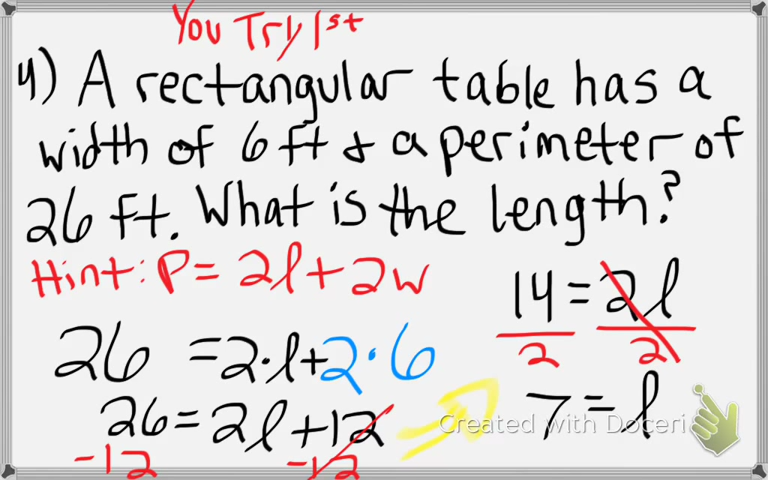 You Try 1st
4) A rectangular table has a
width of 6 ft & a perimeter of
26 ft. What is the length?
Hint: P = 2l + 2w
26 = 2·l + 2·6
26 = 2l + 12
-12 -12
14 = 2l
2 2
7 = l
Created with Doceri